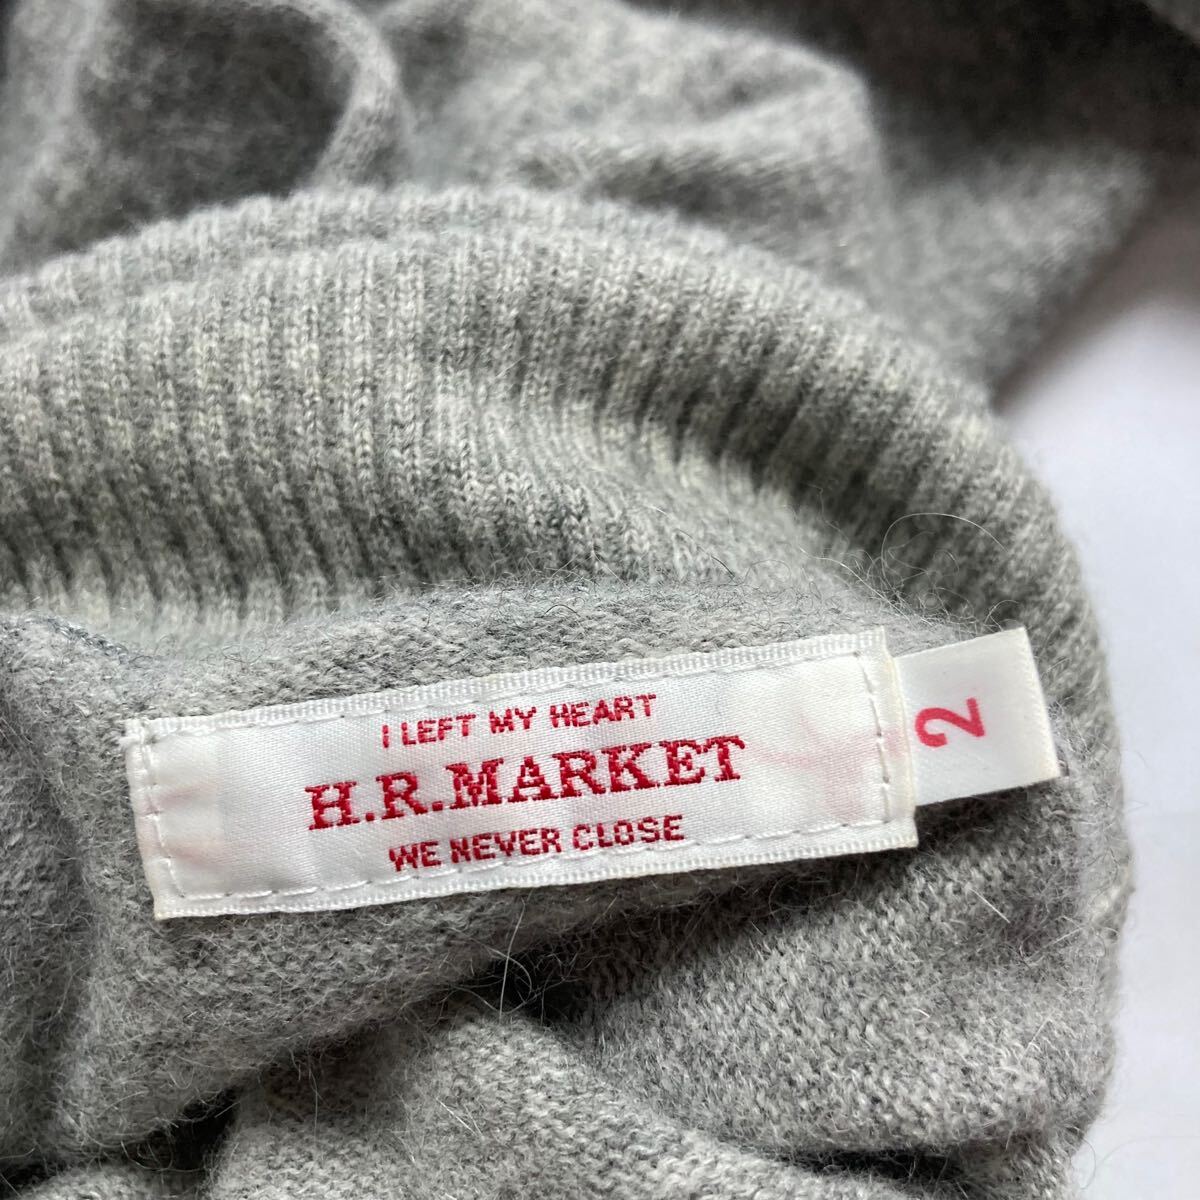 I LEFT MY HEART
H.R.MARKET
WE NEVER CLOSE
2